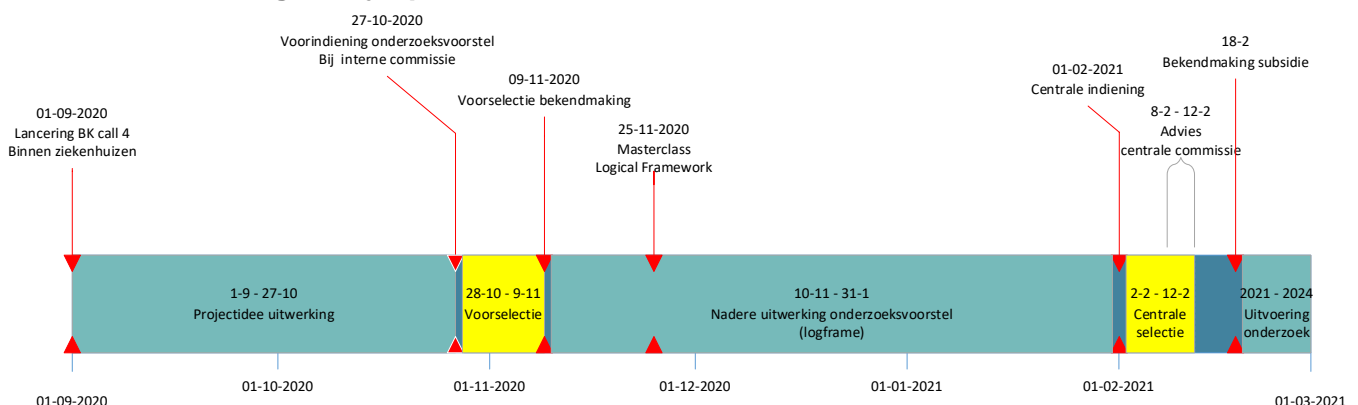 27-10-2020
Voorindiening onderzoeksvoorstel
Bij interne commissie
18-2
Bekendmaking subsidie
09-11-2020
Voorselectie bekendmaking
01-02-2021
Centrale indiening
01-09-2020
Lancering BK call 4
Binnen ziekenhuizen
25-11-2020
Masterclass
Logical Framework
8-2 - 12-2
Advies
centrale commissie
1-9 - 27-10
Projectidee uitwerking
28-10 - 9-11
Voorselectie
10-11 - 31-1
Nadere uitwerking onderzoeksvoorstel
(logframe)
2-2 - 12-2
Centrale
selectie
2021 - 2024
Uitvoering
onderzoek
01-09-2020
01-10-2020
01-11-2020
01-12-2020
01-01-2021
01-02-2021
01-03-2021